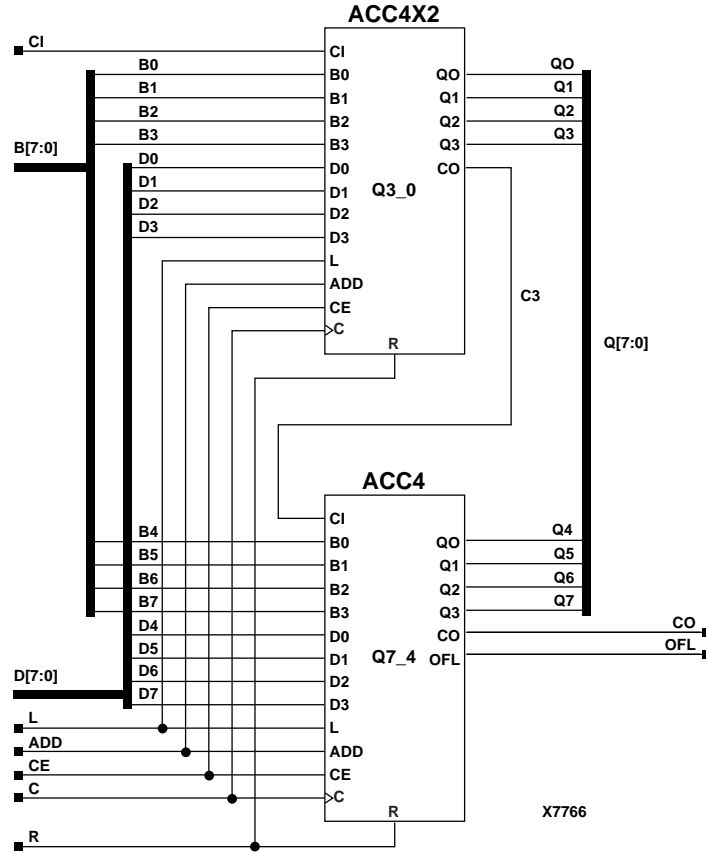 ACC4X2
CI
CI
B0
B0
QO
QO
B1
B1
Q1
Q1
B2
B2
Q2
Q2
B3
B3
Q3
Q3
B[7:0]
D0
D0
CO
D1
D1
Q3_0
D2
D2
D3
D3
L
ADD
CE
C
C3
R
Q[7:0]
ACC4
CI
B4
B0
QO
Q4
B5
B1
Q1
Q5
B6
B2
Q2
Q6
B7
B3
Q3
Q7
D4
D0
CO
CO
D5
D1
Q7_4
OFL
OFL
D[7:0]
D6
D2
D7
D3
L
L
ADD
ADD
CE
CE
C
C
R
X7766
R